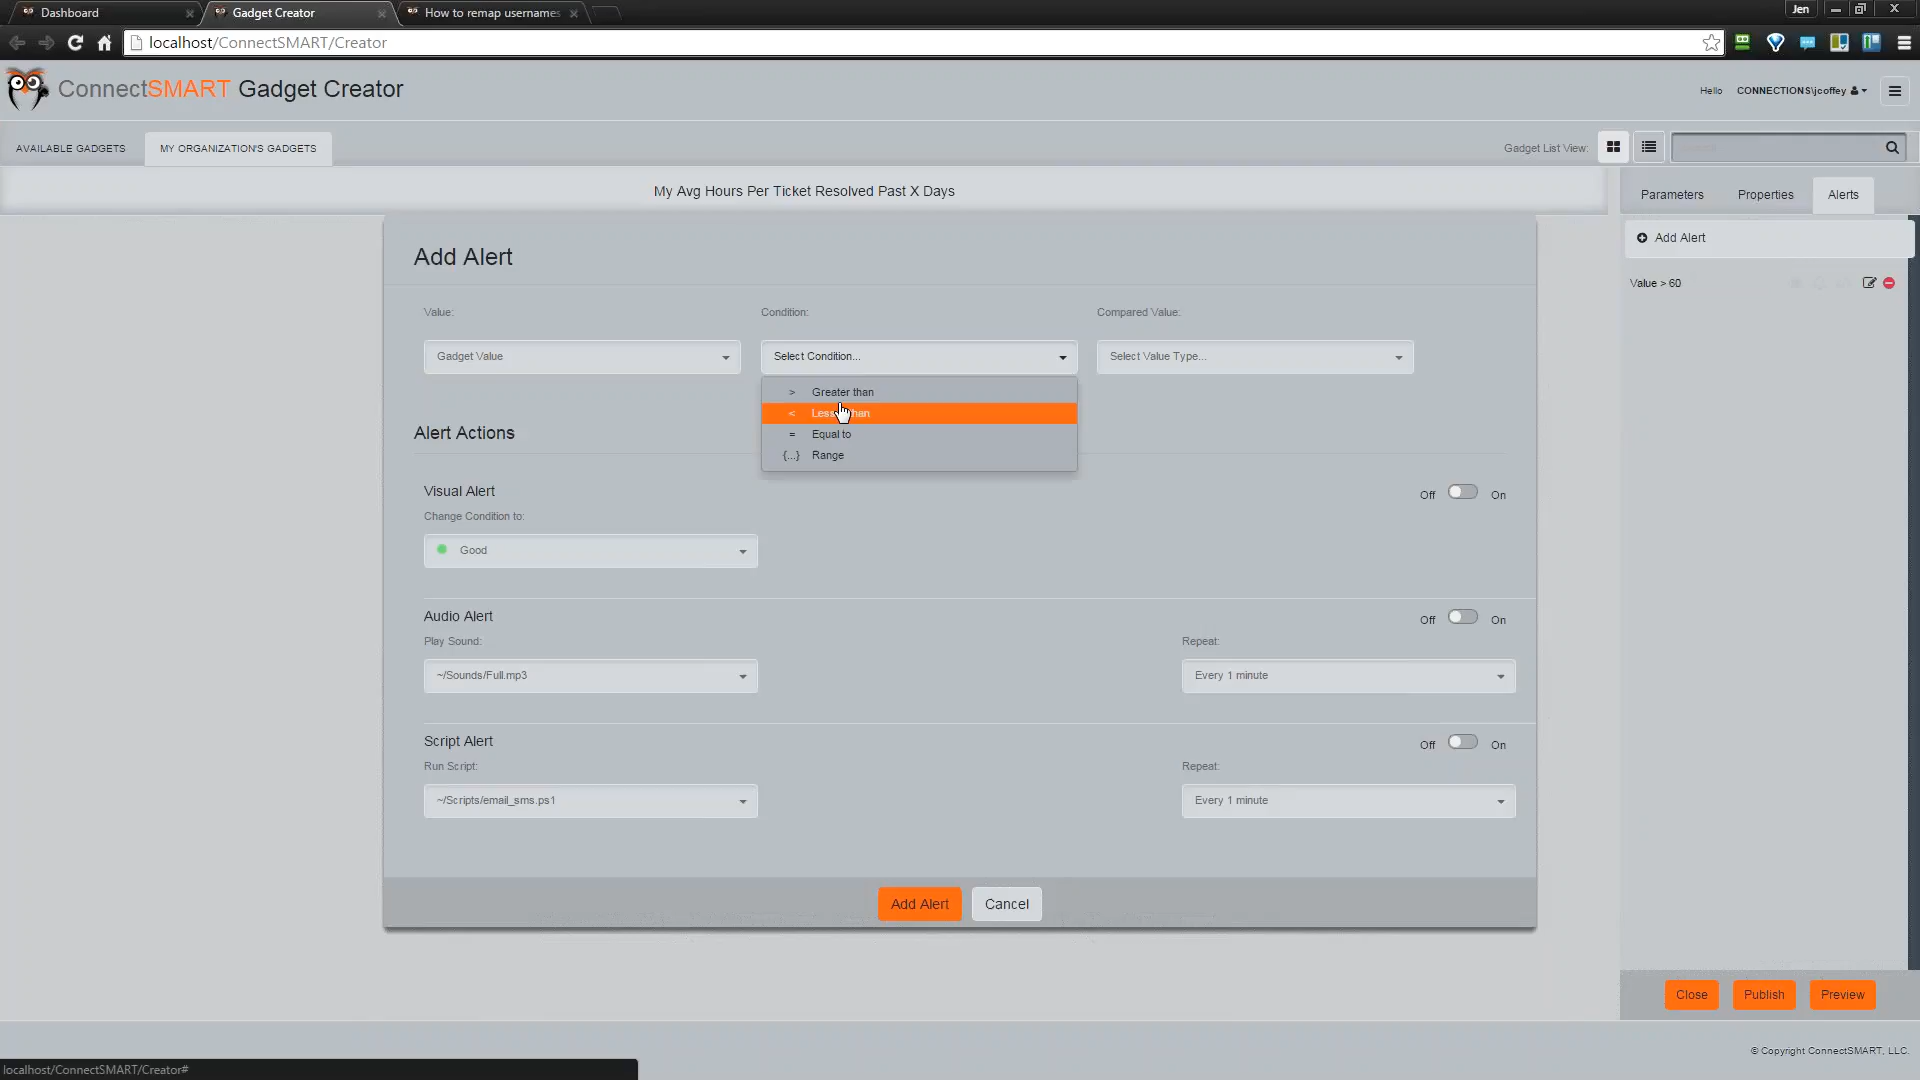 Dashboard
Gadget Creator
How to remap usernames
Jen
localhost/ConnectSMART/Creator
ConnectSMART Gadget Creator
Hello CONNECTIONS\jcoffey
AVAILABLE GADGETS
MY ORGANIZATION'S GADGETS
Gadget List View:
My Avg Hours Per Ticket Resolved Past X Days
Parameters
Properties
Alerts
Add Alert
Value > 60
Add Alert
Value:
Condition:
Compared Value:
Gadget Value
Select Condition...
Select Value Type...
> Greater than
< Less than
= Equal to
{...} Range
Alert Actions
Visual Alert
Off On
Change Condition to:
Good
Audio Alert
Off On
Play Sound:
Repeat:
~/Sounds/Full.mp3
Every 1 minute
Script Alert
Off On
Run Script:
Repeat:
~/Scripts/email_sms.ps1
Every 1 minute
Add Alert
Cancel
Close
Publish
Preview
© Copyright ConnectSMART, LLC.
localhost/ConnectSMART/Creator#